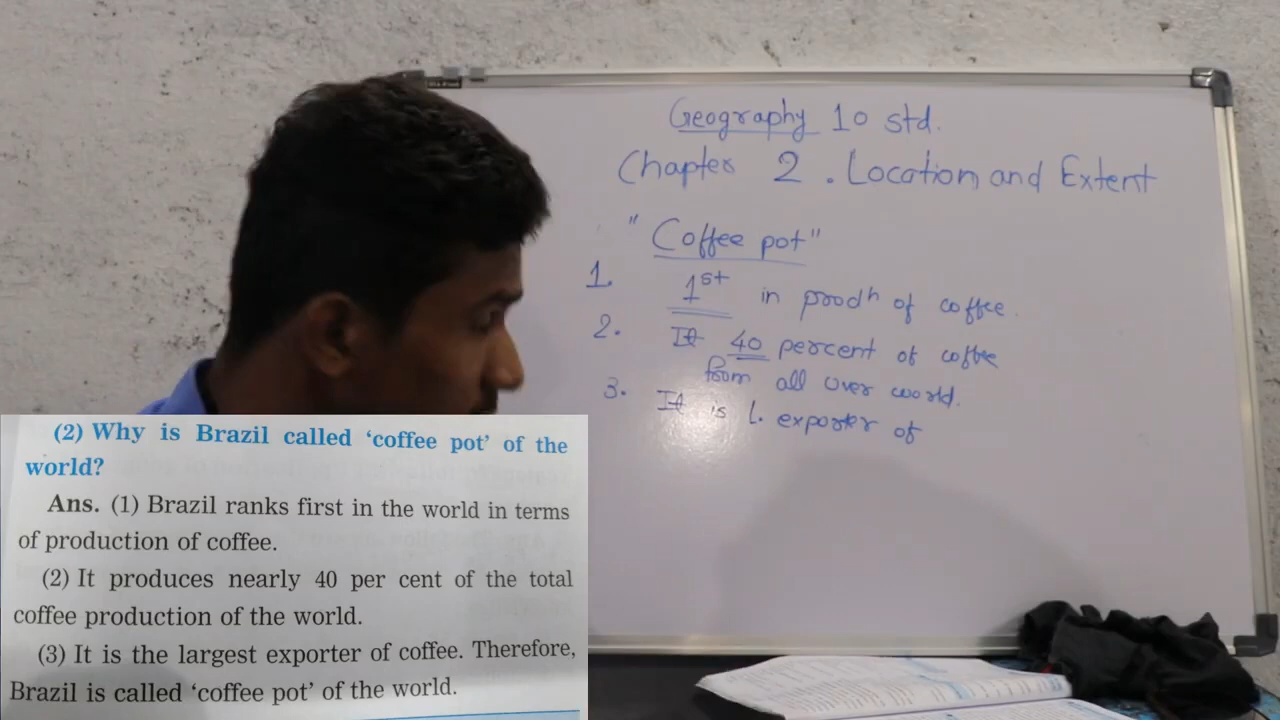 Geography 10 std.
Chapter 2. Location and Extent
"Coffee pot"
1. 1st in prodn of coffee.
2. It 40 percent of coffee
from all over world.
3. It is l. exporter of
(2) Why is Brazil called ‘coffee pot’ of the
world?
Ans. (1) Brazil ranks first in the world in terms
of production of coffee.
(2) It produces nearly 40 per cent of the total
coffee production of the world.
(3) It is the largest exporter of coffee. Therefore,
Brazil is called ‘coffee pot’ of the world.